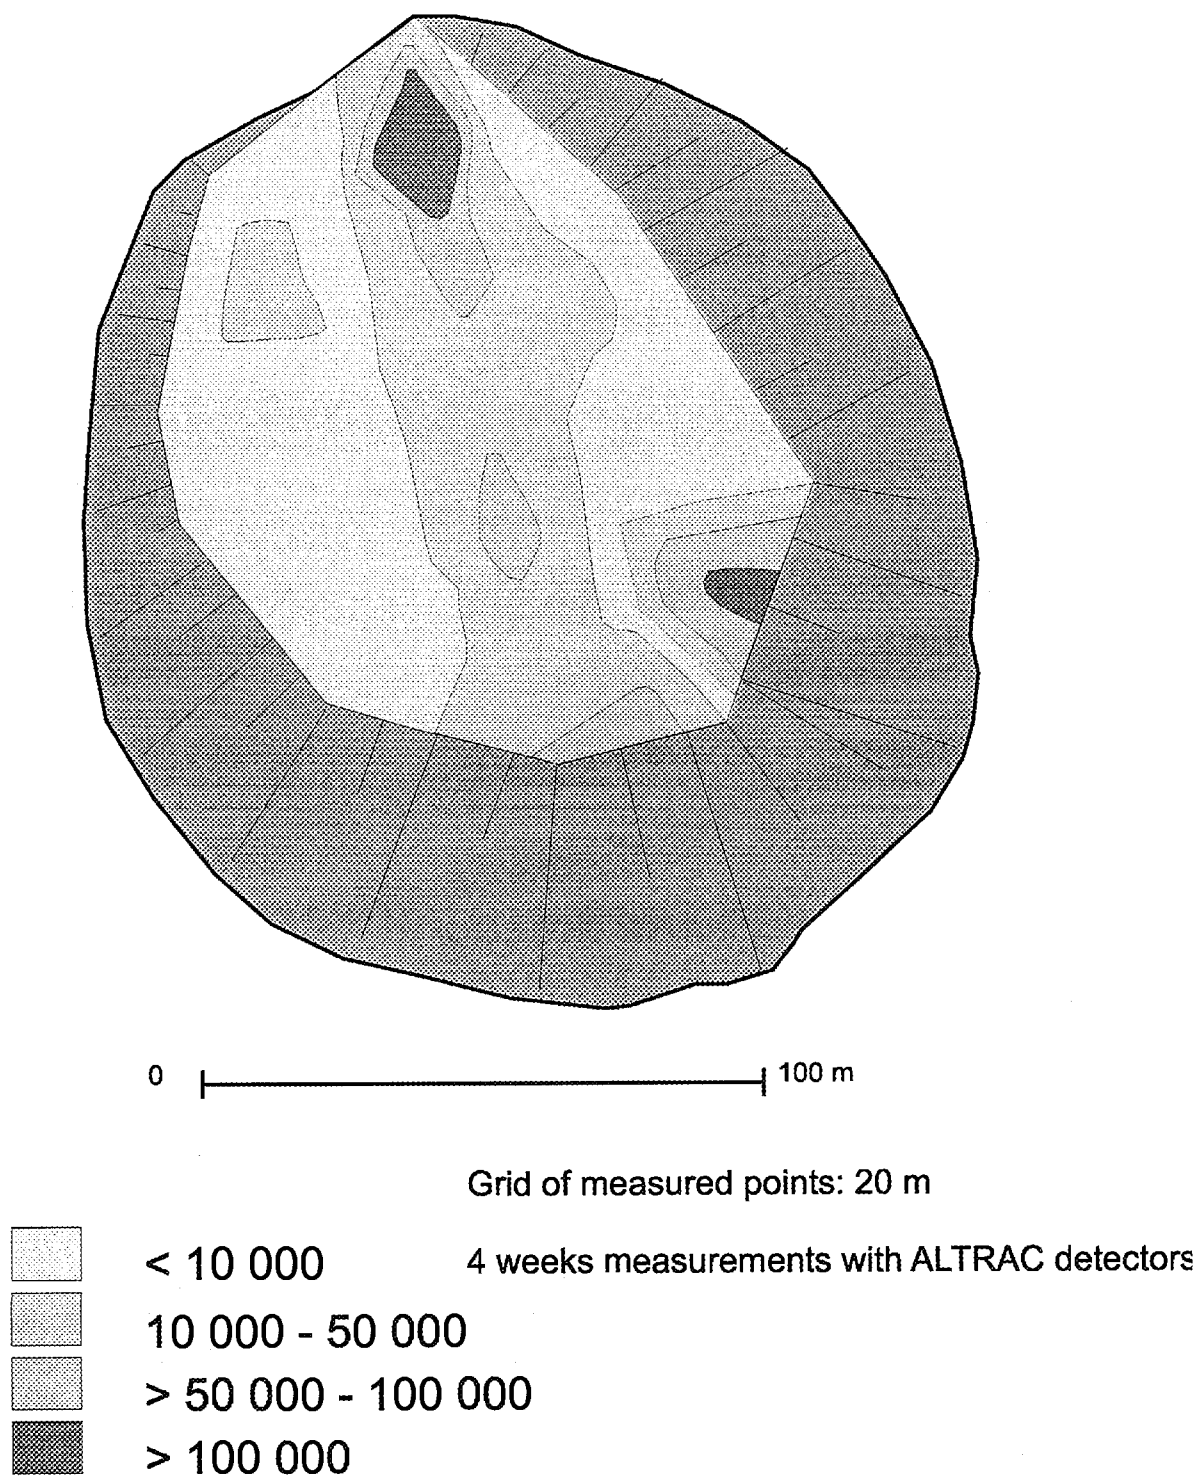 0 100 m
Grid of measured points: 20 m
< 10 000 4 weeks measurements with ALTRAC detectors
10 000 - 50 000
> 50 000 - 100 000
> 100 000